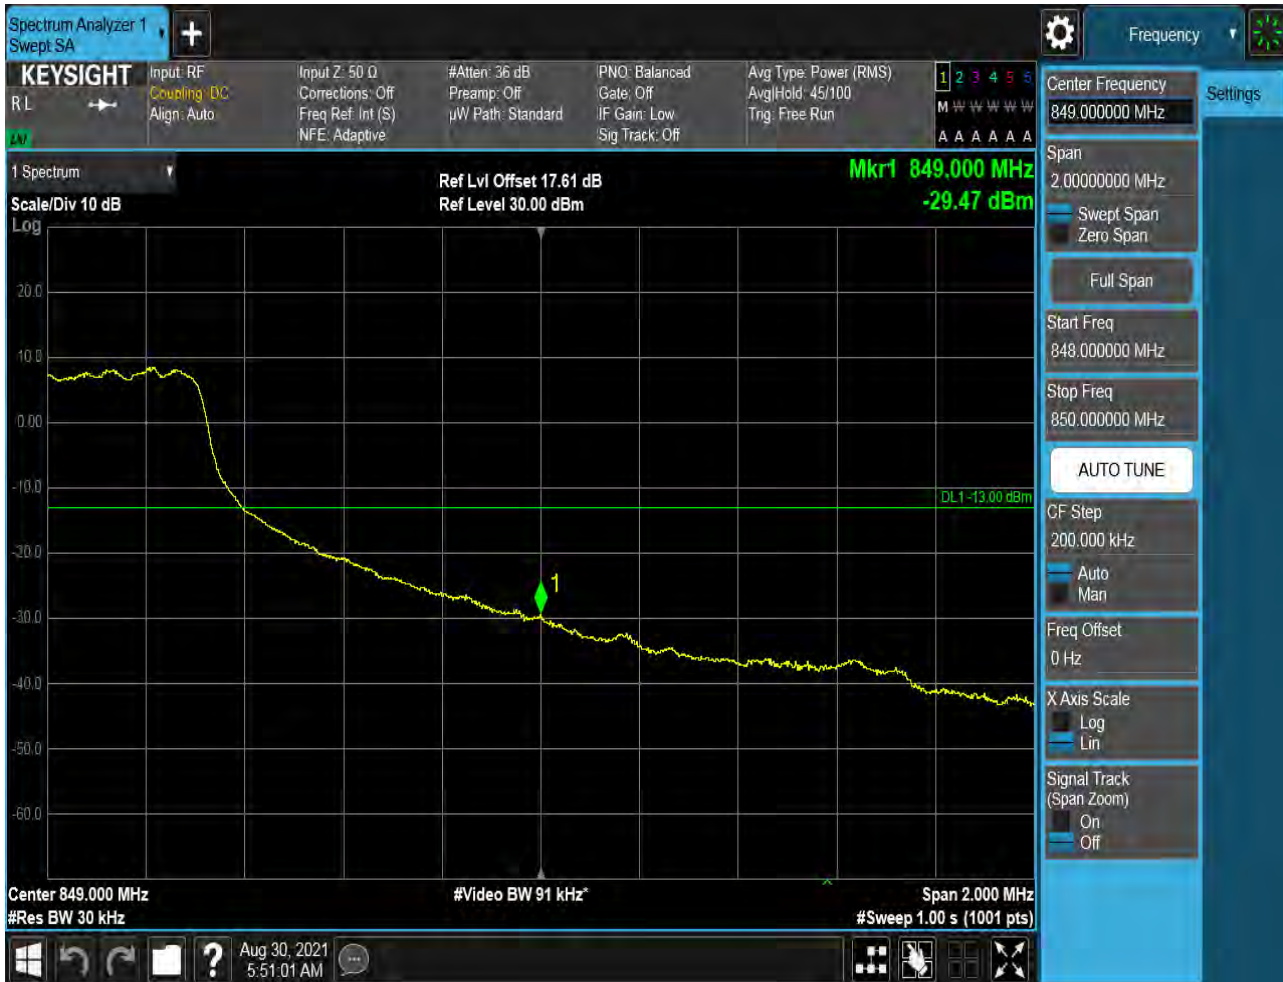 Spectrum Analyzer 1
Swept SA
Frequency
KEYSIGHT
R L
Input: RF
Coupling: DC
Align: Auto
Input Z: 50 Ω
Corrections: Off
Freq Ref: Int (S)
NFE: Adaptive
#Atten: 36 dB
Preamp: Off
µW Path: Standard
PNO: Balanced
Gate: Off
IF Gain: Low
Sig Track: Off
Avg Type: Power (RMS)
Avg|Hold: 45/100
Trig: Free Run
1 2 3 4 5 6
M W W W W W
A A A A A A
1 Spectrum
Scale/Div 10 dB
Log
Ref Lvl Offset 17.61 dB
Ref Level 30.00 dBm
Mkr1 849.000 MHz
-29.47 dBm
20.0
10.0
0.00
-10.0
-20.0
-30.0
-40.0
-50.0
-60.0
DL1 -13.00 dBm
1
Center 849.000 MHz
#Res BW 30 kHz
#Video BW 91 kHz*
Span 2.000 MHz
#Sweep 1.00 s (1001 pts)
Aug 30, 2021
5:51:01 AM
Center Frequency
849.000000 MHz
Settings
Span
2.00000000 MHz
Swept Span
Zero Span
Full Span
Start Freq
848.000000 MHz
Stop Freq
850.000000 MHz
AUTO TUNE
CF Step
200.000 kHz
Auto
Man
Freq Offset
0 Hz
X Axis Scale
Log
Lin
Signal Track
(Span Zoom)
On
Off